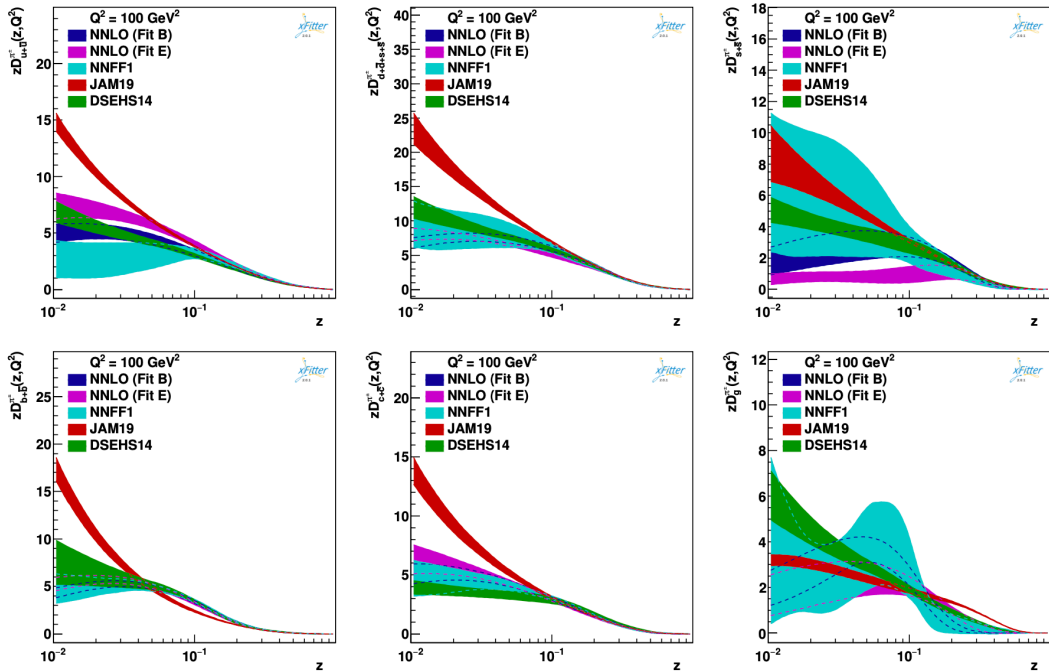 Q² = 100 GeV²
NNLO (Fit B)
NNLO (Fit E)
NNFF1
JAM19
DSEHS14
xFitter
zD^{π±}_{u+ū}(z,Q²)
20
15
10
5
0
10⁻² 10⁻¹ z
Q² = 100 GeV²
NNLO (Fit B)
NNLO (Fit E)
NNFF1
JAM19
DSEHS14
xFitter
zD^{π±}_{d+d̄+s+s̄}(z,Q²)
40
35
30
25
20
15
10
5
0
10⁻² 10⁻¹ z
Q² = 100 GeV²
NNLO (Fit B)
NNLO (Fit E)
NNFF1
JAM19
DSEHS14
xFitter
zD^{π±}_{s+s̄}(z,Q²)
18
16
14
12
10
8
6
4
2
0
10⁻² 10⁻¹ z
Q² = 100 GeV²
NNLO (Fit B)
NNLO (Fit E)
NNFF1
JAM19
DSEHS14
xFitter
zD^{π±}_{b+b̄}(z,Q²)
25
20
15
10
5
0
10⁻² 10⁻¹ z
Q² = 100 GeV²
NNLO (Fit B)
NNLO (Fit E)
NNFF1
JAM19
DSEHS14
xFitter
zD^{π±}_{c+c̄}(z,Q²)
20
15
10
5
0
10⁻² 10⁻¹ z
Q² = 100 GeV²
NNLO (Fit B)
NNLO (Fit E)
NNFF1
JAM19
DSEHS14
xFitter
zD^{π±}_{g}(z,Q²)
12
10
8
6
4
2
0
10⁻² 10⁻¹ z